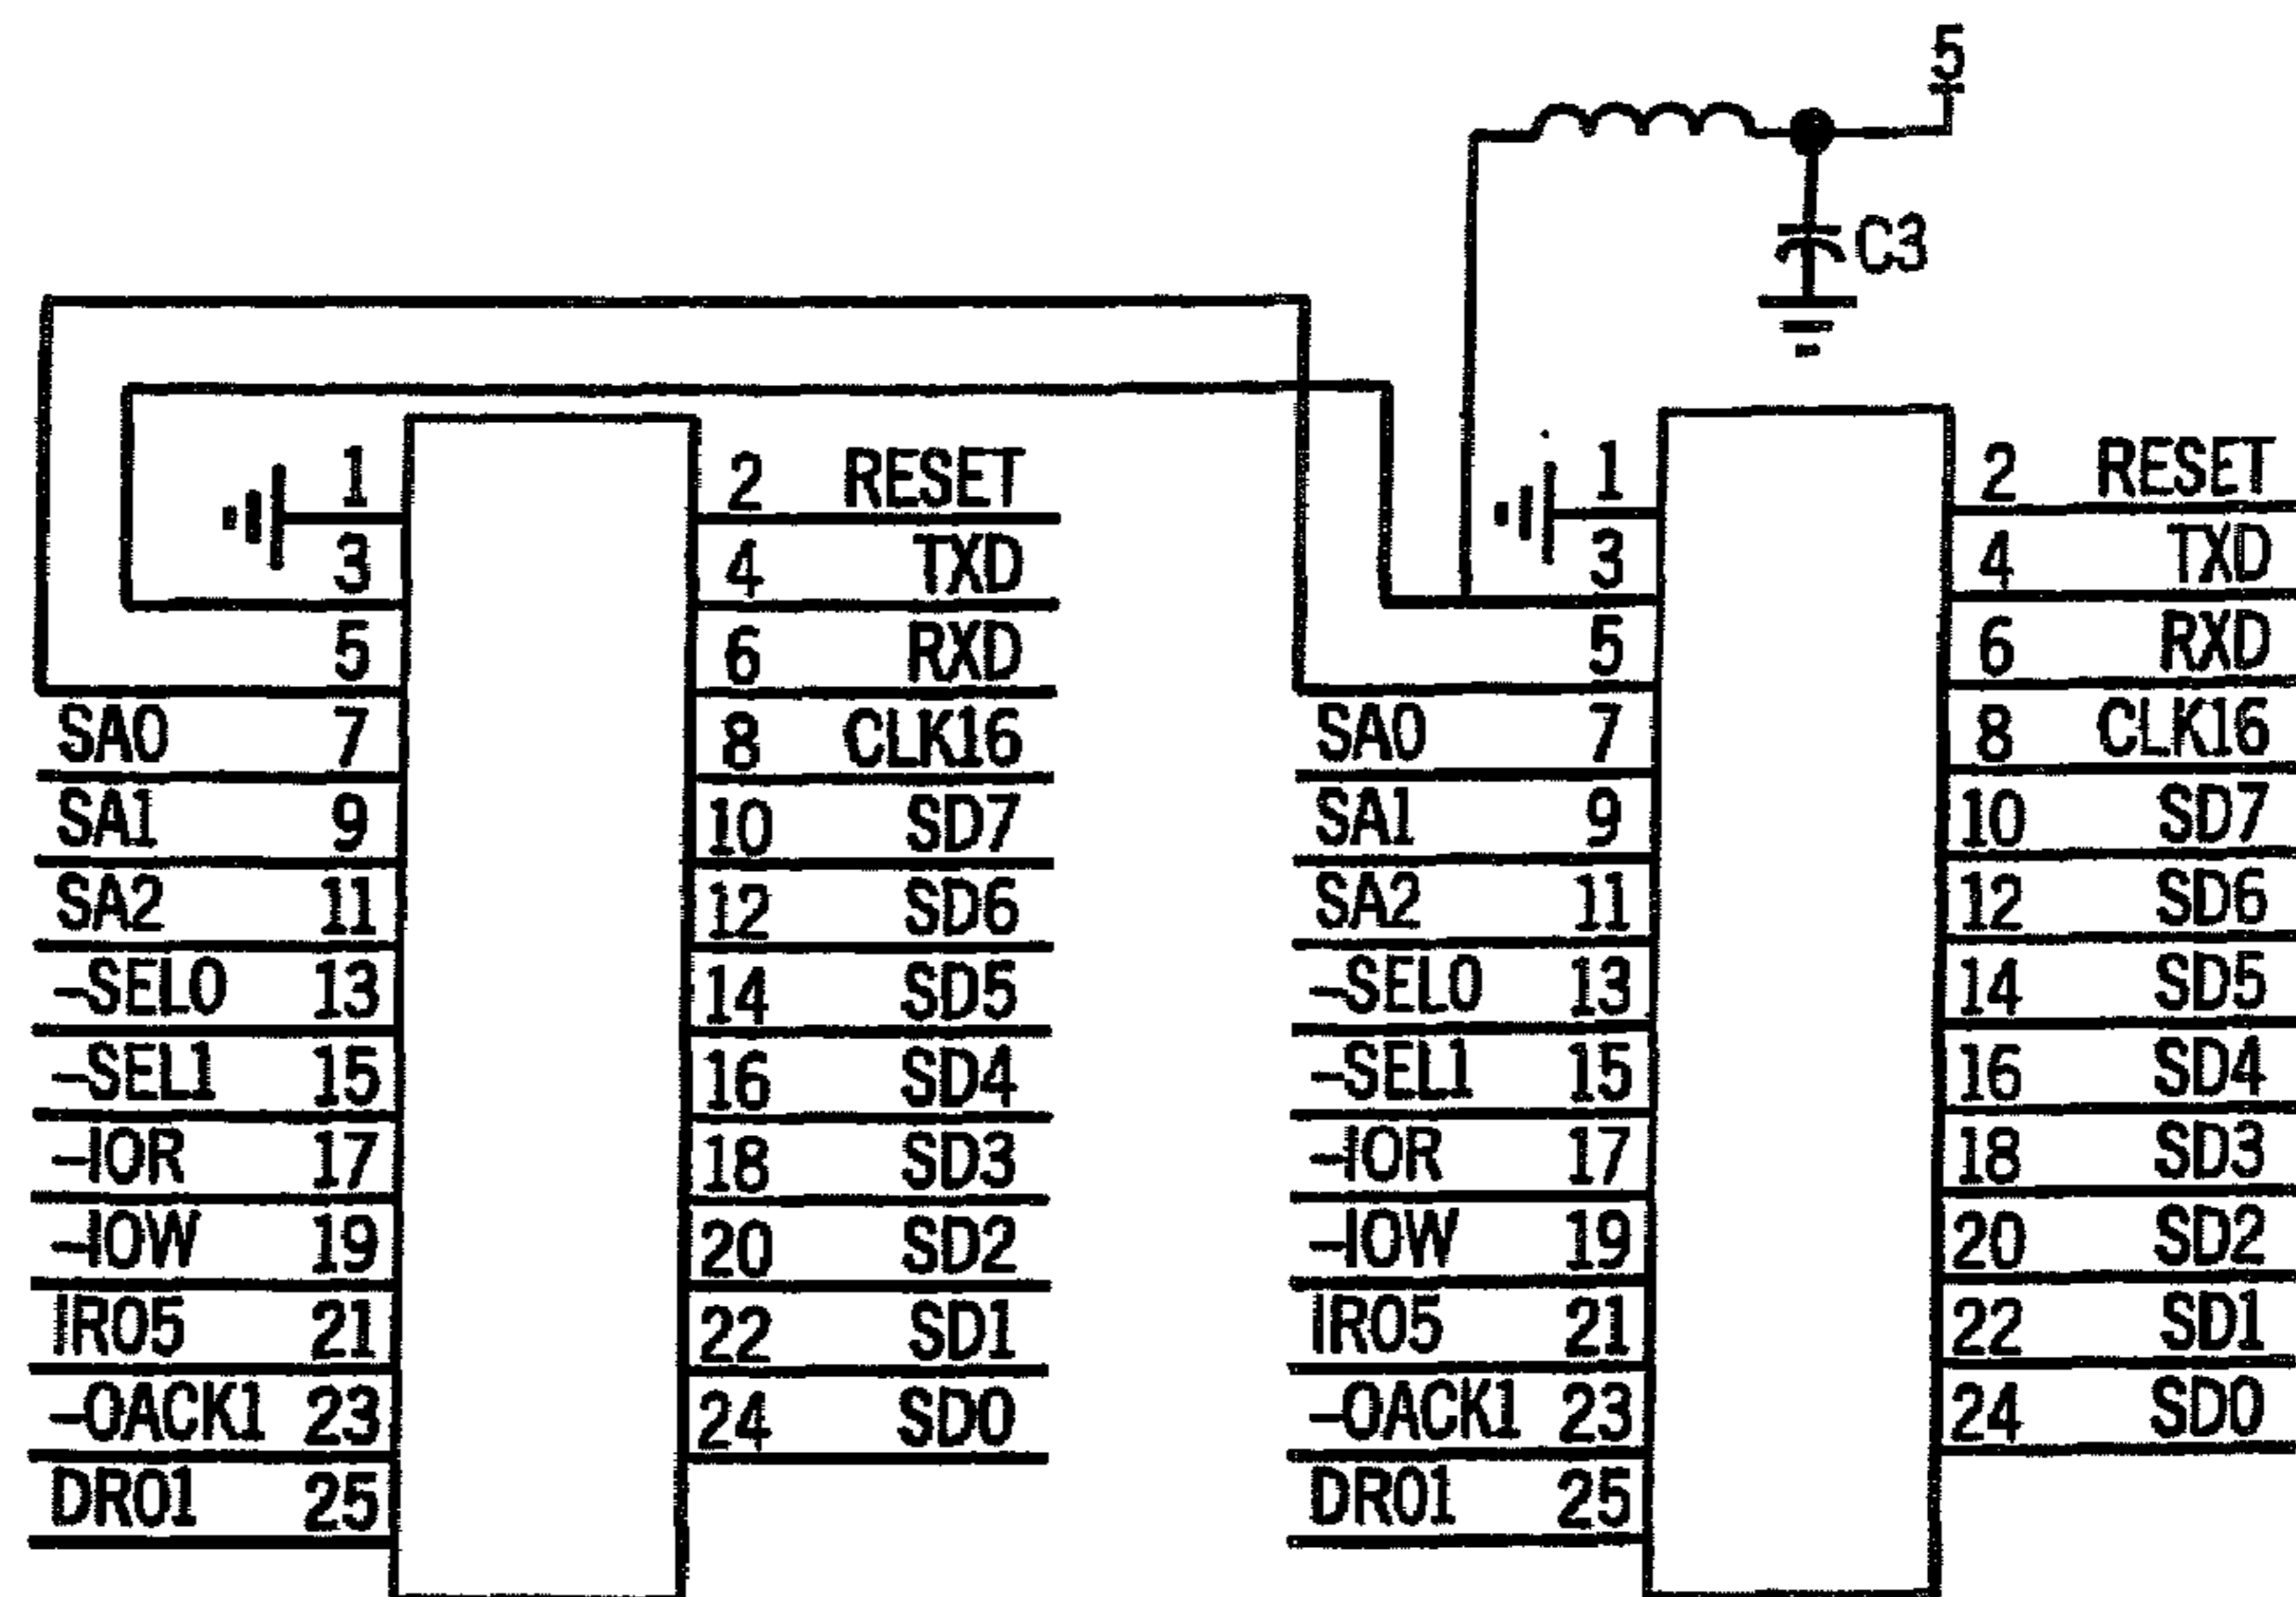 5
C3
1 2 RESET 1 2 RESET
3 4 TXD 3 4 TXD
5 6 RXD 5 6 RXD
SA0 7 8 CLK16 SA0 7 8 CLK16
SA1 9 10 SD7 SA1 9 10 SD7
SA2 11 12 SD6 SA2 11 12 SD6
-SEL0 13 14 SD5 -SEL0 13 14 SD5
-SEL1 15 16 SD4 -SEL1 15 16 SD4
-IOR 17 18 SD3 -IOR 17 18 SD3
-IOW 19 20 SD2 -IOW 19 20 SD2
IRO5 21 22 SD1 IRO5 21 22 SD1
-OACK1 23 24 SD0 -OACK1 23 24 SD0
DRO1 25 DRO1 25